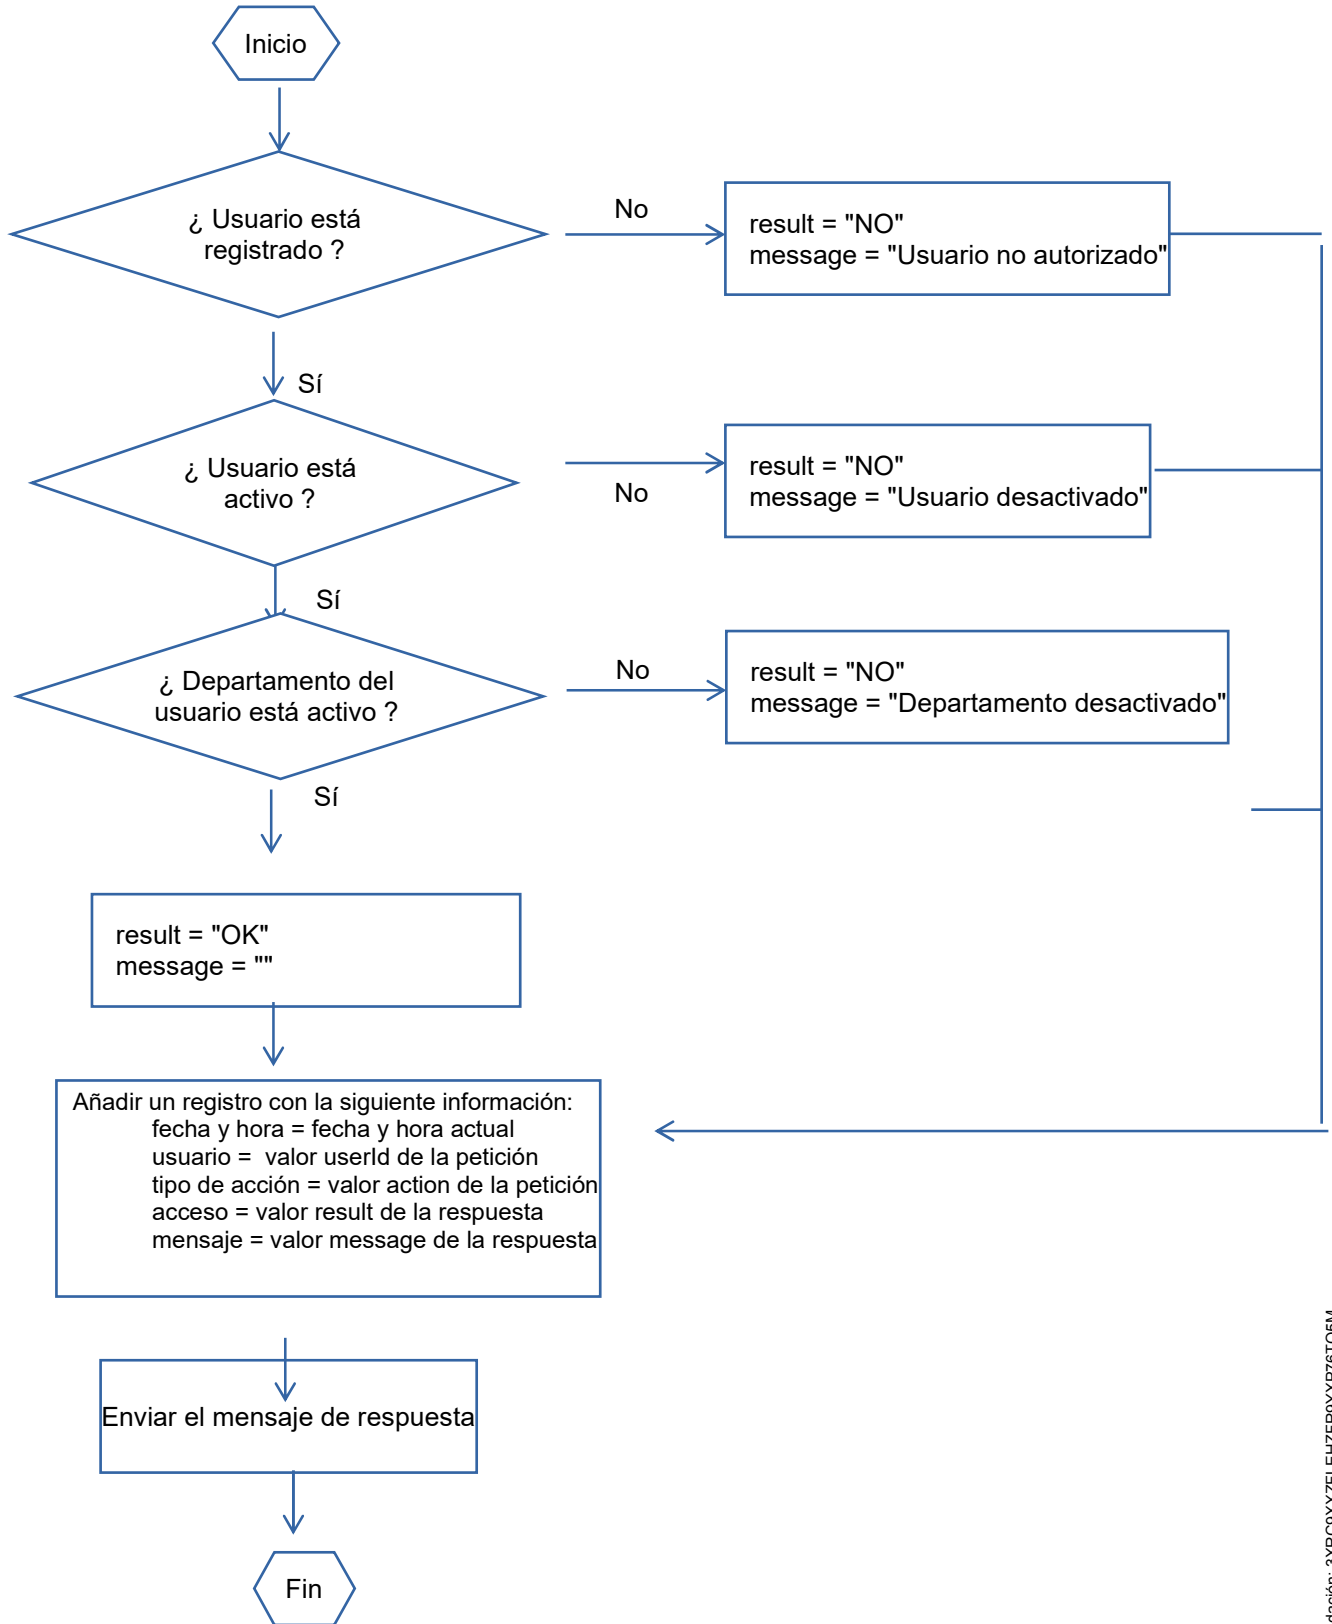 Inicio
¿ Usuario está
registrado ?
No
result = "NO"
message = "Usuario no autorizado"
Sí
¿ Usuario está
activo ?
No
result = "NO"
message = "Usuario desactivado"
Sí
¿ Departamento del
usuario está activo ?
No
result = "NO"
message = "Departamento desactivado"
Sí
result = "OK"
message = ""
Añadir un registro con la siguiente información:
fecha y hora = fecha y hora actual
usuario =  valor userId de la petición
tipo de acción = valor action de la petición
acceso = valor result de la respuesta
mensaje = valor message de la respuesta
Enviar el mensaje de respuesta
Fin